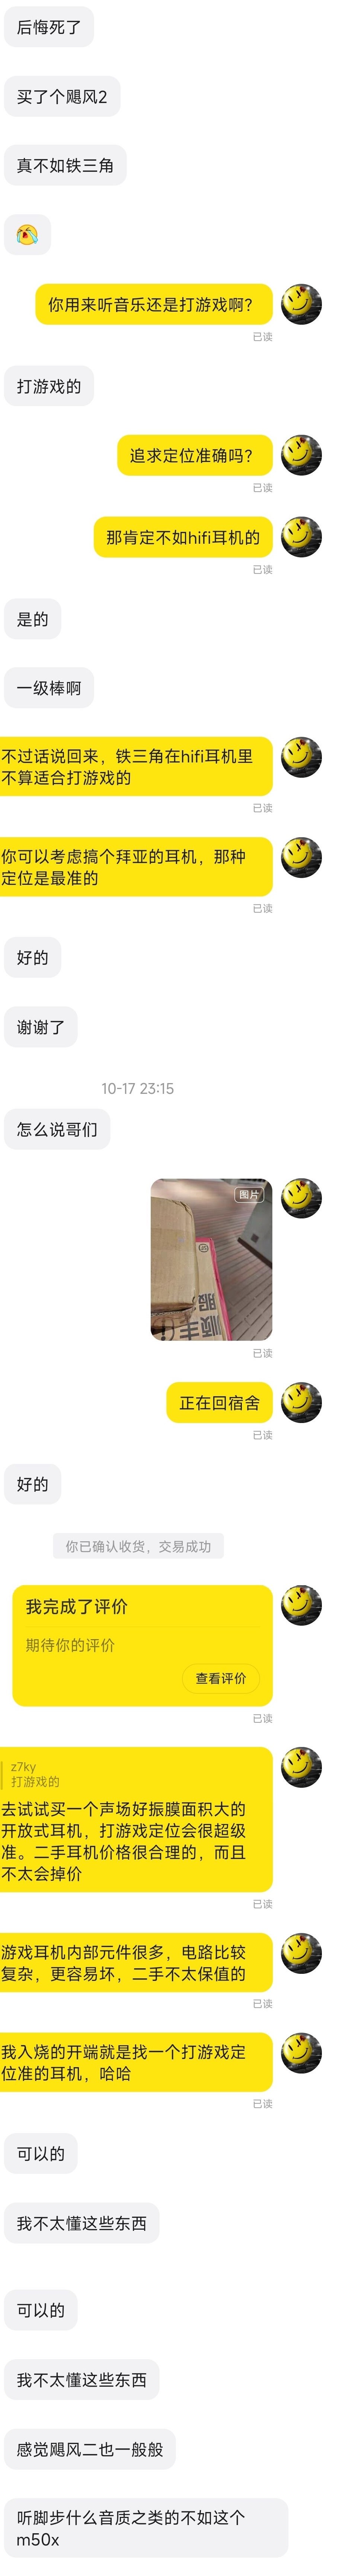 后悔死了
买了个飓风2
真不如铁三角
你用来听音乐还是打游戏啊？
已读
打游戏的
追求定位准确吗？
已读
那肯定不如hifi耳机的
已读
是的
一级棒啊
不过话说回来，铁三角在hifi耳机里
不算适合打游戏的
已读
你可以考虑搞个拜亚的耳机，那种
定位是最准的
已读
好的
谢谢了
10-17 23:15
怎么说哥们
图片
顺丰
已读
正在回宿舍
已读
好的
你已确认收货，交易成功
我完成了评价
期待你的评价
查看评价
已读
z7ky
打游戏的
去试试买一个声场好振膜面积大的
开放式耳机，打游戏定位会很超级
准。二手耳机价格很合理的，而且
不太会掉价
已读
游戏耳机内部元件很多，电路比较
复杂，更容易坏，二手不太保值的
已读
我入烧的开端就是找一个打游戏定
位准的耳机，哈哈
已读
可以的
我不太懂这些东西
可以的
我不太懂这些东西
感觉飓风二也一般般
听脚步什么音质之类的不如这个
m50x